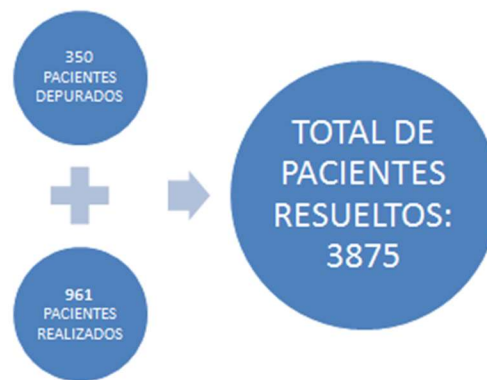 350
PACIENTES
DEPURADOS
961
PACIENTES
REALIZADOS
TOTAL DE
PACIENTES
RESUELTOS:
3875